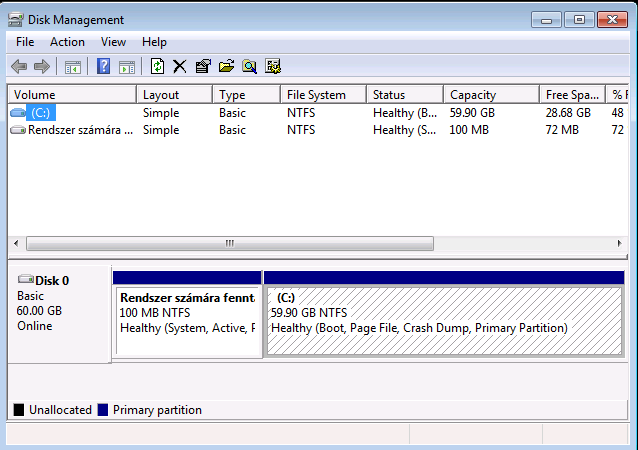 Disk Management
File Action View Help
Volume Layout Type File System Status Capacity Free Spa... % F
(C:) Simple Basic NTFS Healthy (B... 59.90 GB 28.68 GB 48
Rendszer számára ... Simple Basic NTFS Healthy (S... 100 MB 72 MB 72
Disk 0
Basic
60.00 GB
Online
Rendszer számára fennt
100 MB NTFS
Healthy (System, Active, P
(C:)
59.90 GB NTFS
Healthy (Boot, Page File, Crash Dump, Primary Partition)
Unallocated Primary partition